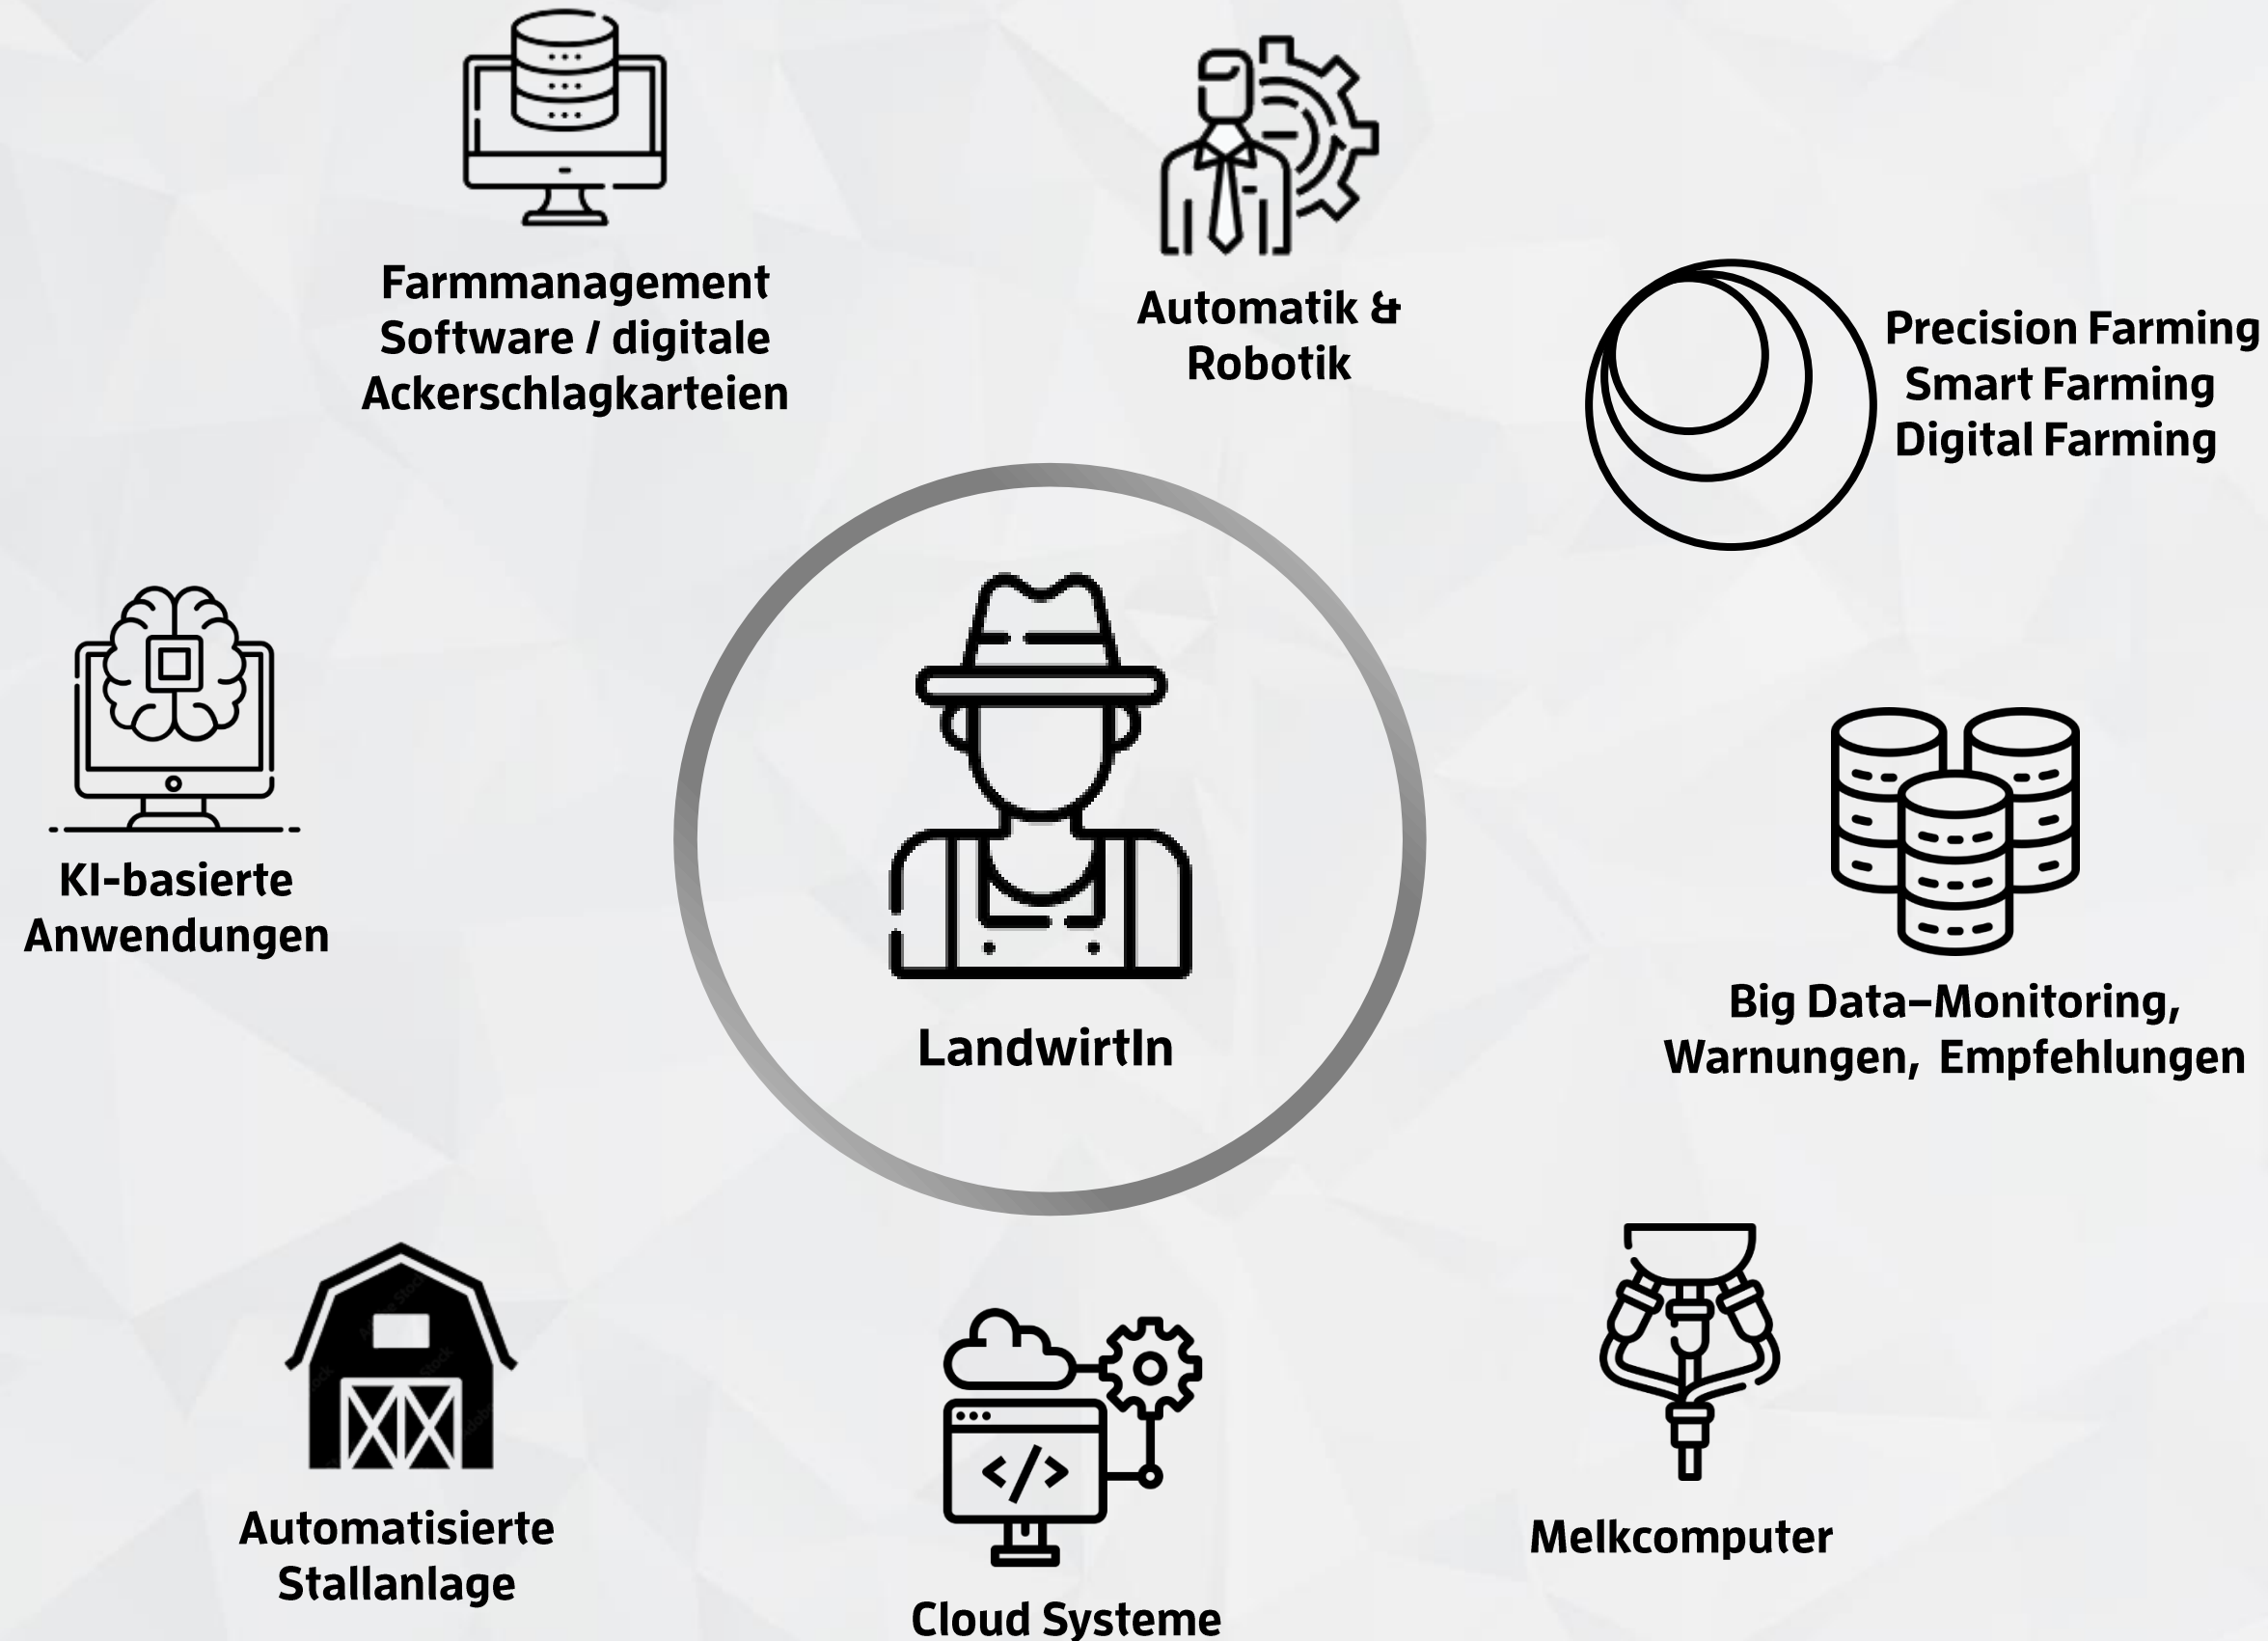 Farmmanagement
Software / digitale
Ackerschlagkarteien
Automatik &
Robotik
Precision Farming
Smart Farming
Digital Farming
KI-basierte
Anwendungen
LandwirtIn
Big Data–Monitoring,
Warnungen, Empfehlungen
Automatisierte
Stallanlage
Cloud Systeme
Melkcomputer